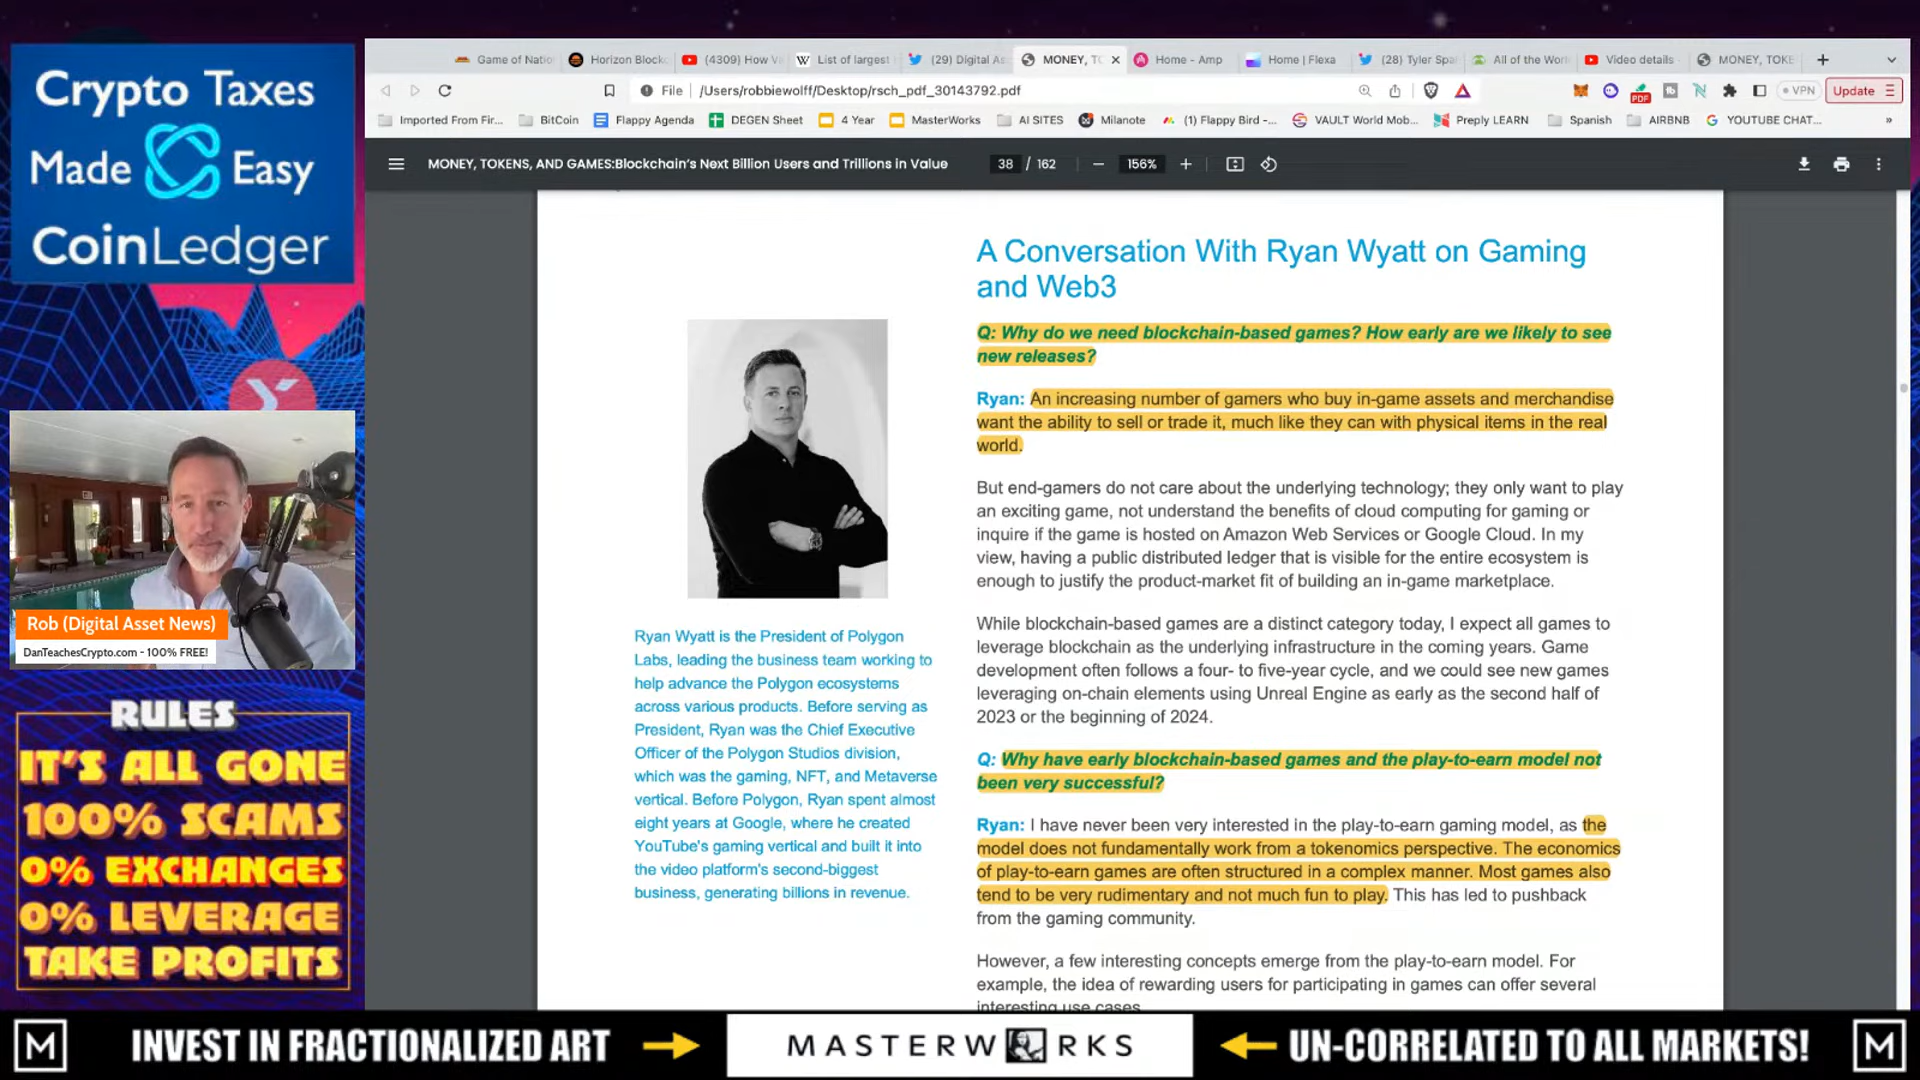 Crypto Taxes
Made Easy
CoinLedger
Rob (Digital Asset News)
DanTeachesCrypto.com - 100% FREE!
RULES
IT'S ALL GONE
100% SCAMS
0% EXCHANGES
0% LEVERAGE
TAKE PROFITS
Game of Natio
Horizon Block
(4309) How Vi
List of largest
(29) Digital As
MONEY, TO
Home - Amp
Home | Flexa
(28) Tyler Spa
All of the Worl
Video details
MONEY, TOKE
File
/Users/robbiewolff/Desktop/rsch_pdf_30143792.pdf
VPN
Update
Imported From Fir...
BitCoin
Flappy Agenda
DEGEN Sheet
4 Year
MasterWorks
AI SITES
Milanote
(1) Flappy Bird -...
VAULT World Mob...
Preply LEARN
Spanish
AIRBNB
YOUTUBE CHAT...
»
MONEY, TOKENS, AND GAMES:Blockchain's Next Billion Users and Trillions in Value
38 / 162
156%
A Conversation With Ryan Wyatt on Gaming
and Web3
Q: Why do we need blockchain-based games? How early are we likely to see
new releases?
Ryan: An increasing number of gamers who buy in-game assets and merchandise
want the ability to sell or trade it, much like they can with physical items in the real
world.
But end-gamers do not care about the underlying technology; they only want to play
an exciting game, not understand the benefits of cloud computing for gaming or
inquire if the game is hosted on Amazon Web Services or Google Cloud. In my
view, having a public distributed ledger that is visible for the entire ecosystem is
enough to justify the product-market fit of building an in-game marketplace.
While blockchain-based games are a distinct category today, I expect all games to
leverage blockchain as the underlying infrastructure in the coming years. Game
development often follows a four- to five-year cycle, and we could see new games
leveraging on-chain elements using Unreal Engine as early as the second half of
2023 or the beginning of 2024.
Q: Why have early blockchain-based games and the play-to-earn model not
been very successful?
Ryan: I have never been very interested in the play-to-earn gaming model, as the
model does not fundamentally work from a tokenomics perspective. The economics
of play-to-earn games are often structured in a complex manner. Most games also
tend to be very rudimentary and not much fun to play. This has led to pushback
from the gaming community.
However, a few interesting concepts emerge from the play-to-earn model. For
example, the idea of rewarding users for participating in games can offer several
interesting use cases.
Ryan Wyatt is the President of Polygon
Labs, leading the business team working to
help advance the Polygon ecosystems
across various products. Before serving as
President, Ryan was the Chief Executive
Officer of the Polygon Studios division,
which was the gaming, NFT, and Metaverse
vertical. Before Polygon, Ryan spent almost
eight years at Google, where he created
YouTube's gaming vertical and built it into
the video platform's second-biggest
business, generating billions in revenue.
M
INVEST IN FRACTIONALIZED ART
MASTERWORKS
UN-CORRELATED TO ALL MARKETS!
M